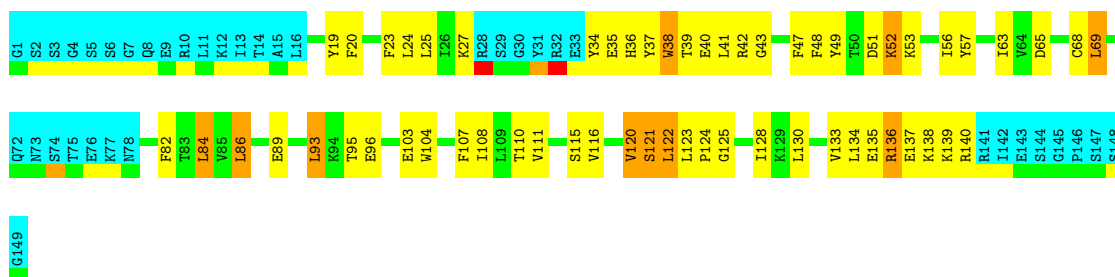 G1 S2 S3 G4 S5 S6 G7 Q8 E9 R10 L11 K12 I13 T14 A15 L16 Y19 F20 F23 L24 L25 I26 K27 R28 S29 G30 Y31 R32 E33 Y34 E35 H36 Y37 W38 T39 E40 L41 R42 G43 F47 F48 Y49 T50 D51 K52 K53 I56 Y57 I63 V64 D65 C68 L69
Q72 N73 S74 T75 E76 K77 N78 F82 T83 L84 V85 L86 E89 L93 K94 T95 E96 E103 W104 F107 I108 L109 T110 V111 S115 V116 V120 S121 L122 L123 P124 G125 I128 K129 L130 V133 L134 E135 R136 E137 K138 K139 R140 R141 I142 E143 S144 G145 P146 S147 S148
G149